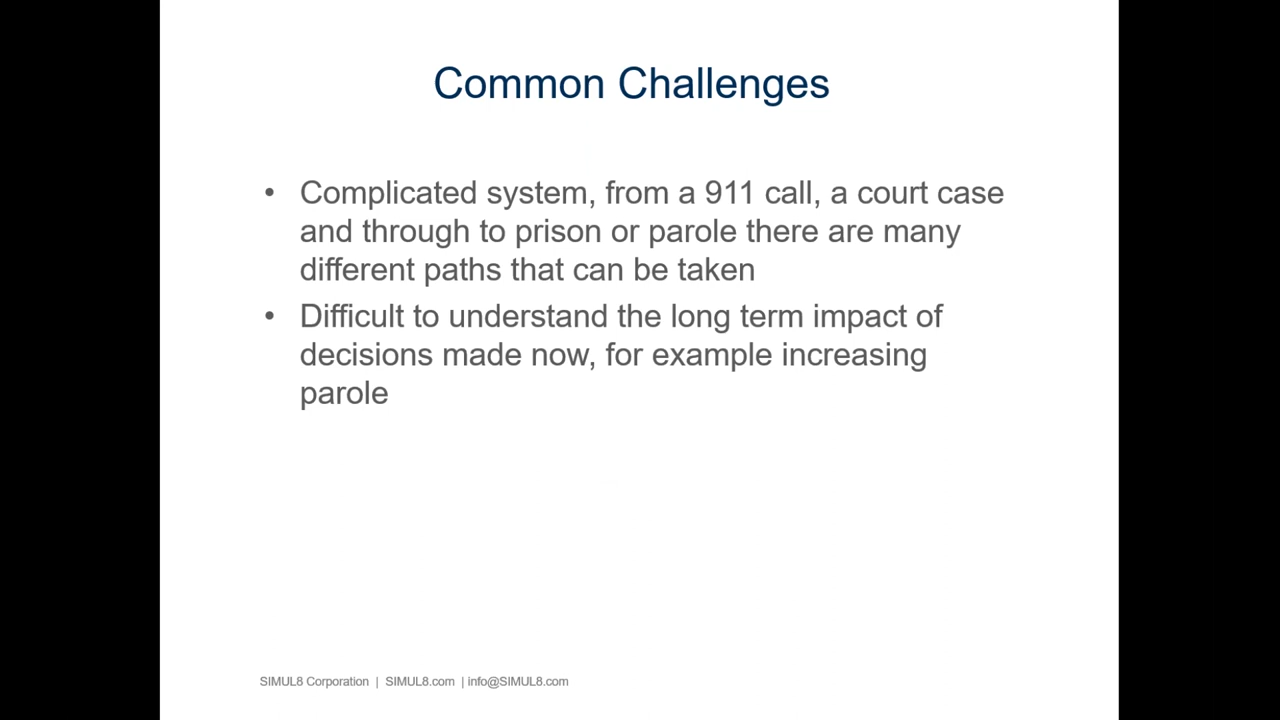 Common Challenges
• Complicated system, from a 911 call, a court case
and through to prison or parole there are many
different paths that can be taken
• Difficult to understand the long term impact of
decisions made now, for example increasing
parole
SIMUL8 Corporation | SIMUL8.com | info@SIMUL8.com